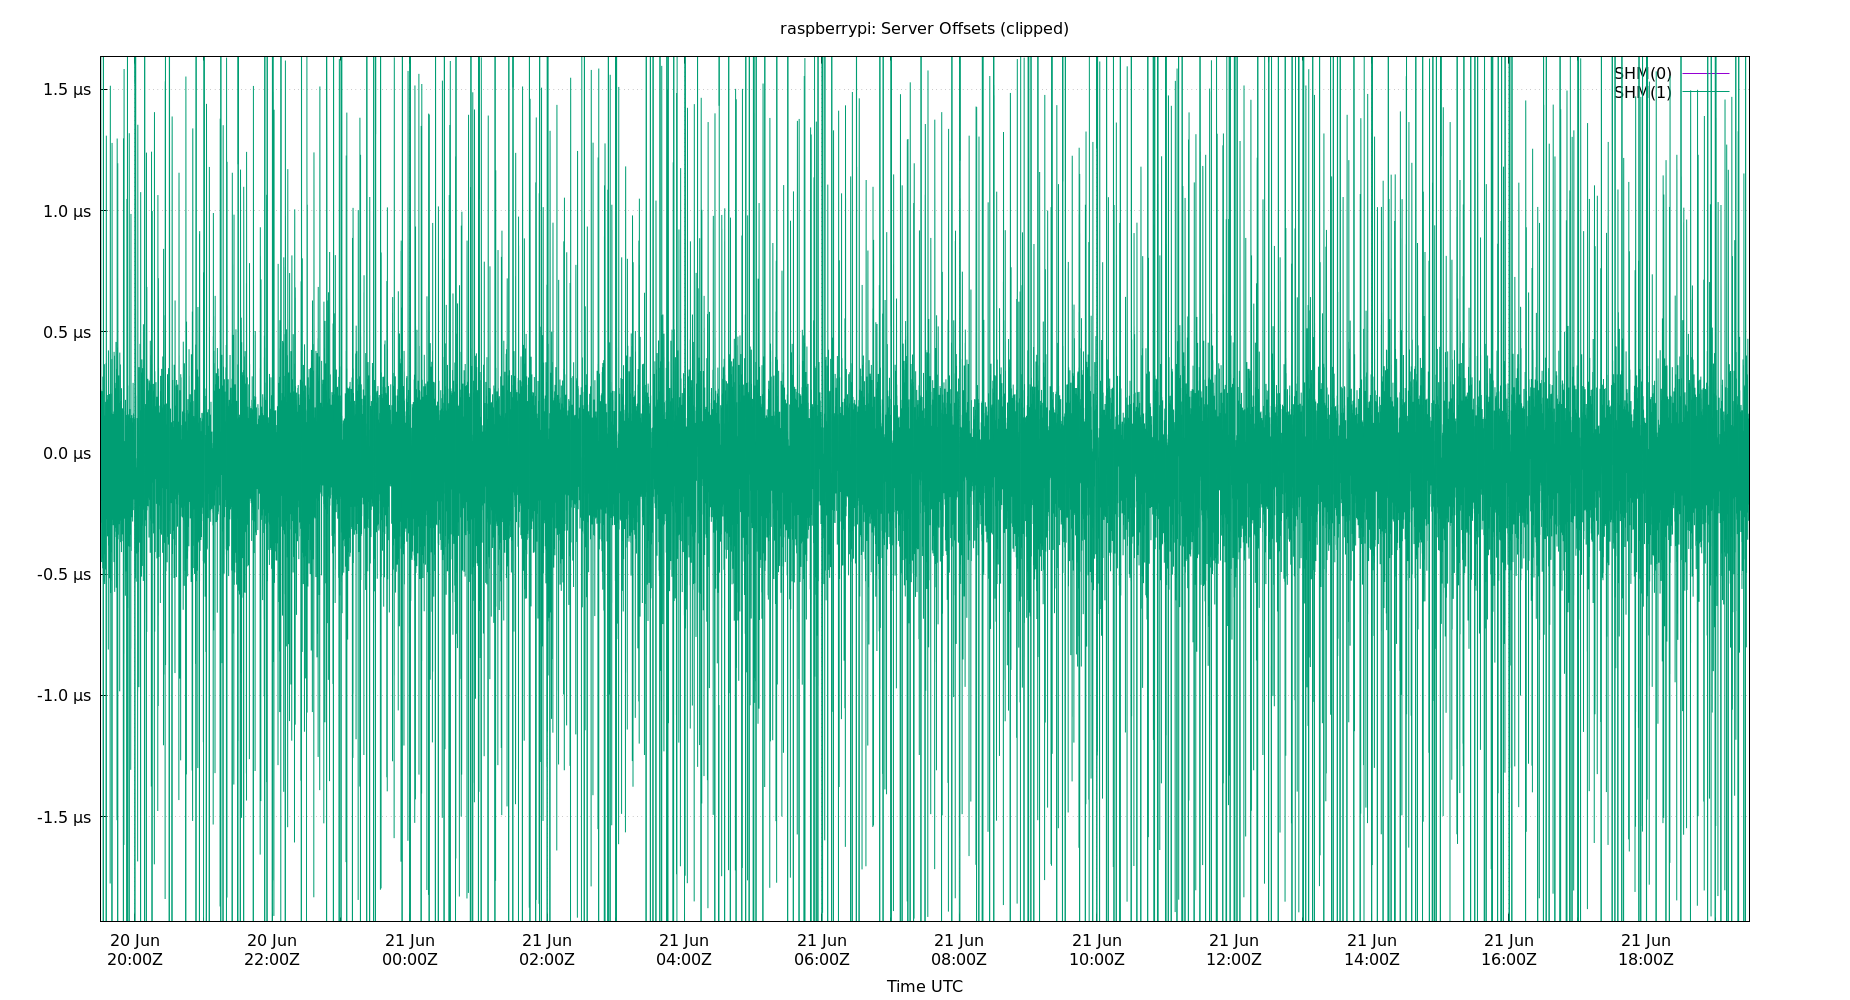 raspberrypi: Server Offsets (clipped)
SHM(0)
SHM(1)
1.5 µs
1.0 µs
0.5 µs
0.0 µs
-0.5 µs
-1.0 µs
-1.5 µs
20 Jun 20 Jun 21 Jun 21 Jun 21 Jun 21 Jun 21 Jun 21 Jun 21 Jun 21 Jun 21 Jun 21 Jun
20:00Z 22:00Z 00:00Z 02:00Z 04:00Z 06:00Z 08:00Z 10:00Z 12:00Z 14:00Z 16:00Z 18:00Z
Time UTC